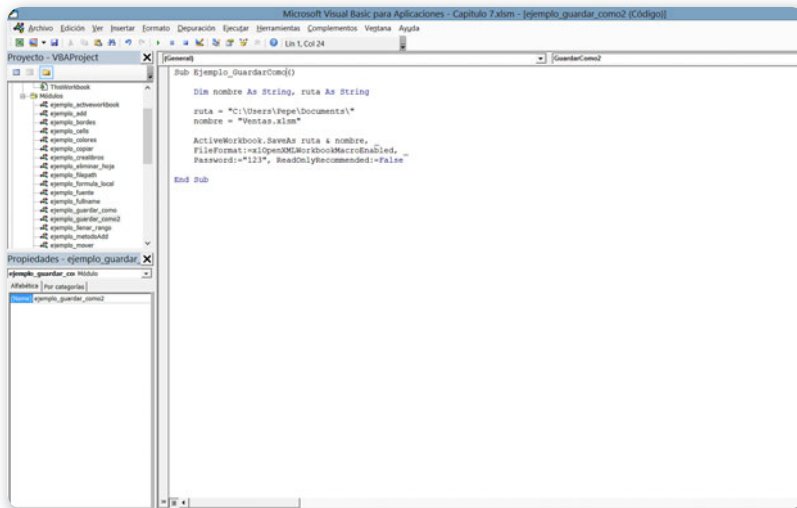 Microsoft Visual Basic para Aplicaciones - Capitulo 7.xlsm - [ejemplo_guardar_como2 (Código)]
Archivo Edición Ver Insertar Formato Depuración Ejecutar Herramientas Complementos Ventana Ayuda
Lin 1, Col 24
Proyecto - VBAProject
ThisWorkbook
Módulos
ejemplo_activeworkbook
ejemplo_add
ejemplo_bordes
ejemplo_cells
ejemplo_colores
ejemplo_copiar
ejemplo_crealibros
ejemplo_eliminar_hoja
ejemplo_filepath
ejemplo_formula_local
ejemplo_fuente
ejemplo_fullname
ejemplo_guardar_como
ejemplo_guardar_como2
ejemplo_llenar_rango
ejemplo_metodoAdd
ejemplo_mover
Propiedades - ejemplo_guardar_
ejemplo_guardar_co Módulo
Alfabética Por categorías
(Name) ejemplo_guardar_como2
(General) GuardarComo2
Sub Ejemplo_GuardarComo()
Dim nombre As String, ruta As String
ruta = "C:\Users\Pepe\Documents\"
nombre = "Ventas.xlsm"
ActiveWorkbook.SaveAs ruta & nombre, _
FileFormat:=xlOpenXMLWorkbookMacroEnabled, _
Password:="123", ReadOnlyRecommended:=False
End Sub